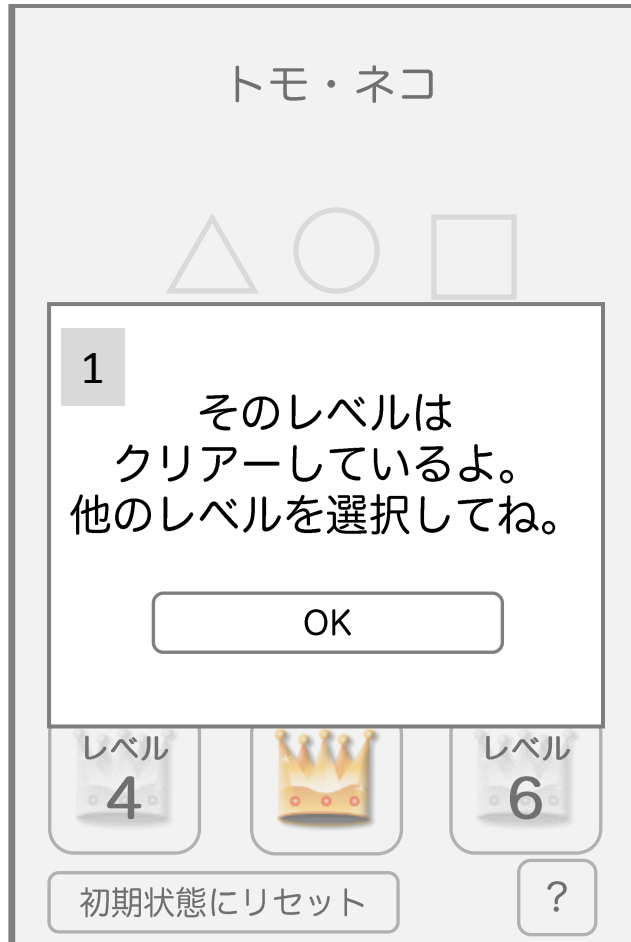 トモ・ネコ
1
そのレベルは
クリアーしているよ。
他のレベルを選択してね。
OK
レベル
4
レベル
6
初期状態にリセット
?